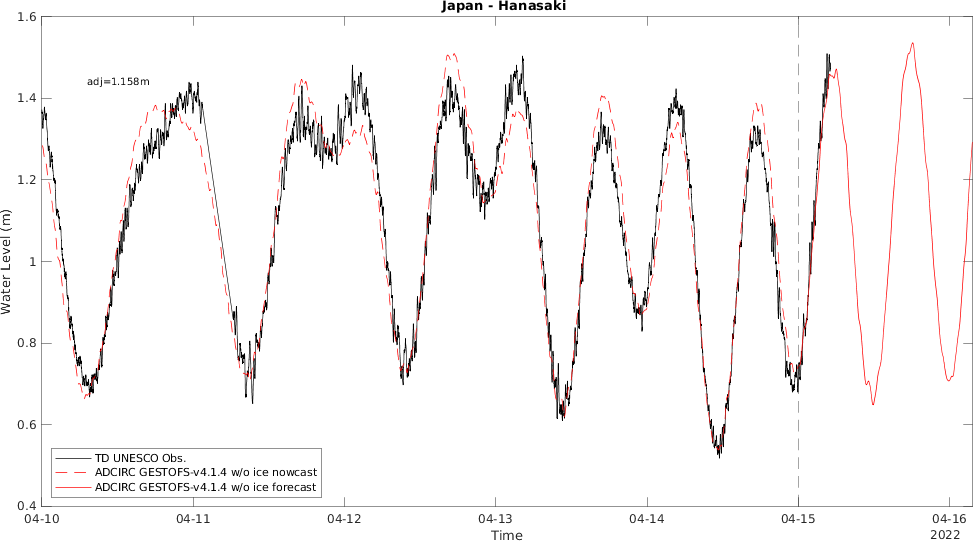 Japan - Hanasaki
1.6
adj=1.158m
1.4
1.2
1
0.8
0.6
0.4
Water Level (m)
TD UNESCO Obs.
ADCIRC GESTOFS-v4.1.4 w/o ice nowcast
ADCIRC GESTOFS-v4.1.4 w/o ice forecast
04-10 04-11 04-12 04-13 04-14 04-15 04-16
Time 2022